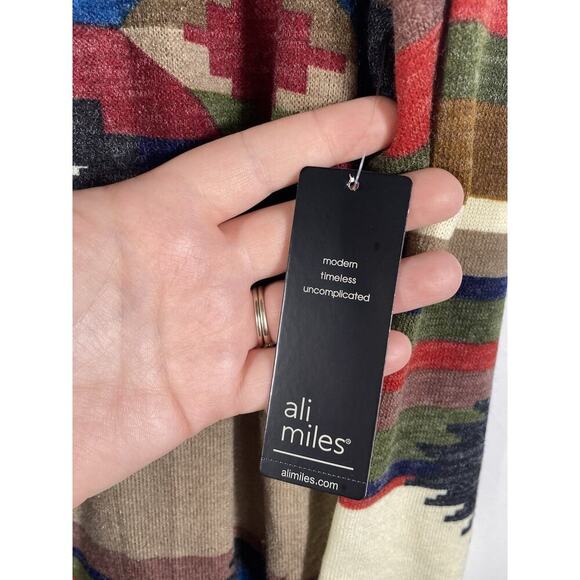 modern
timeless
uncomplicated
ali
miles®
alimiles.com